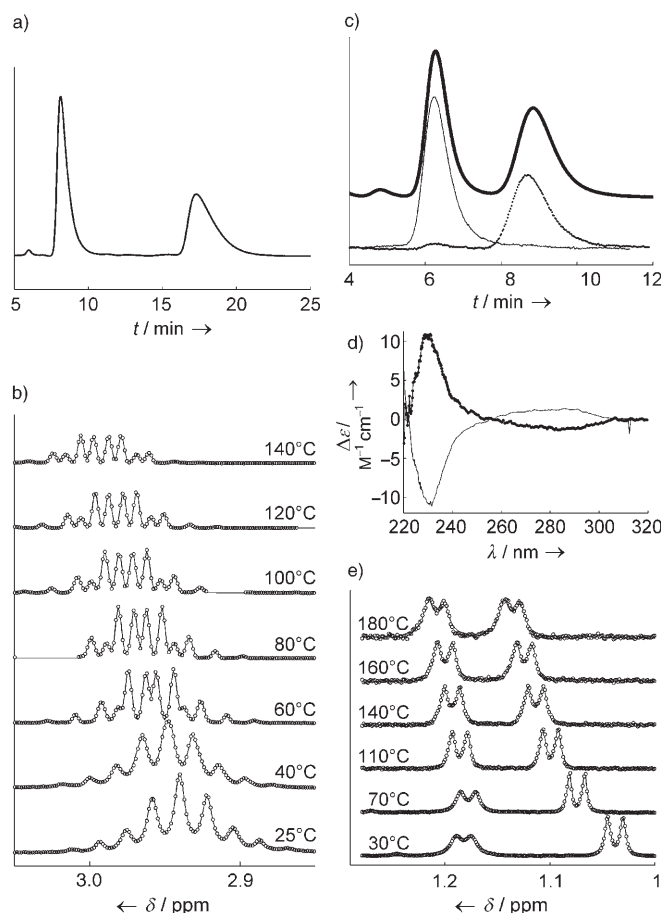 a)
5 10 15 20 25
t / min →
b)
140°C
120°C
100°C
80°C
60°C
40°C
25°C
3.0 2.9
← δ / ppm
c)
4 6 8 10 12
t / min →
d)
10
5
0
−5
−10
Δε /
M⁻¹ cm⁻¹ →
220 240 260 280 300 320
λ / nm →
e)
180°C
160°C
140°C
110°C
70°C
30°C
1.2 1.1 1
← δ / ppm